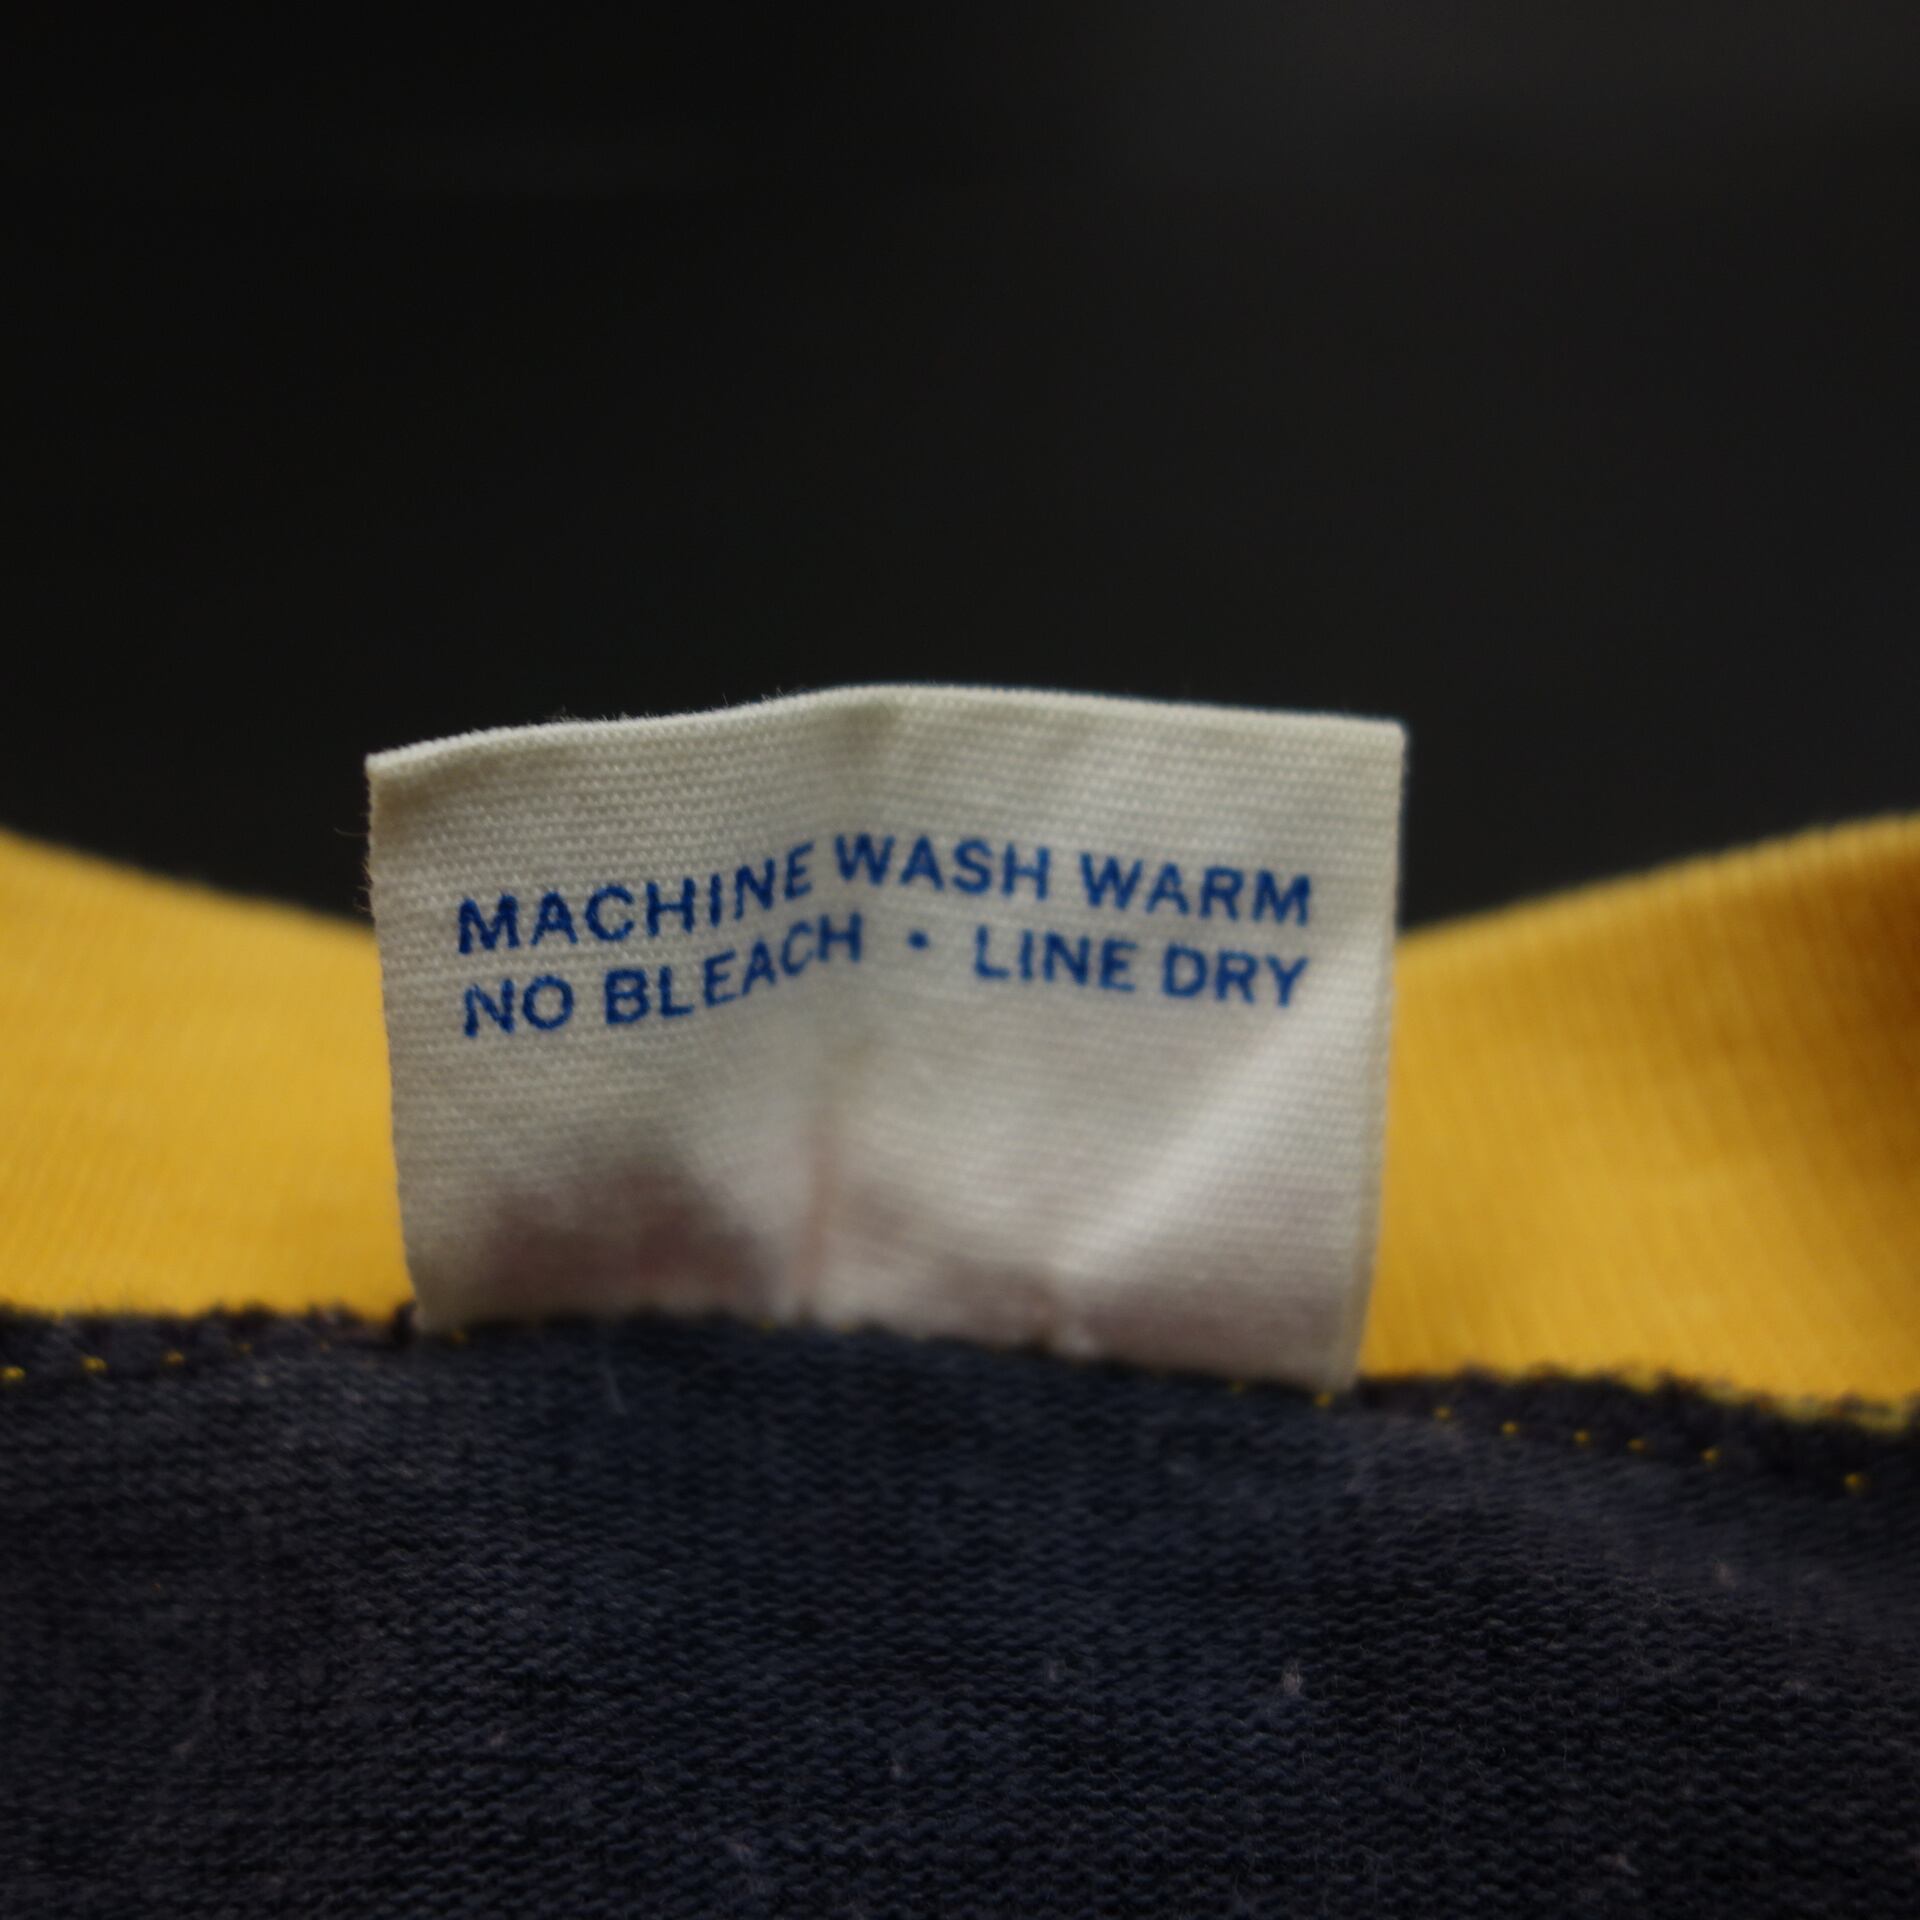 MACHINE WASH WARM
NO BLEACH • LINE DRY